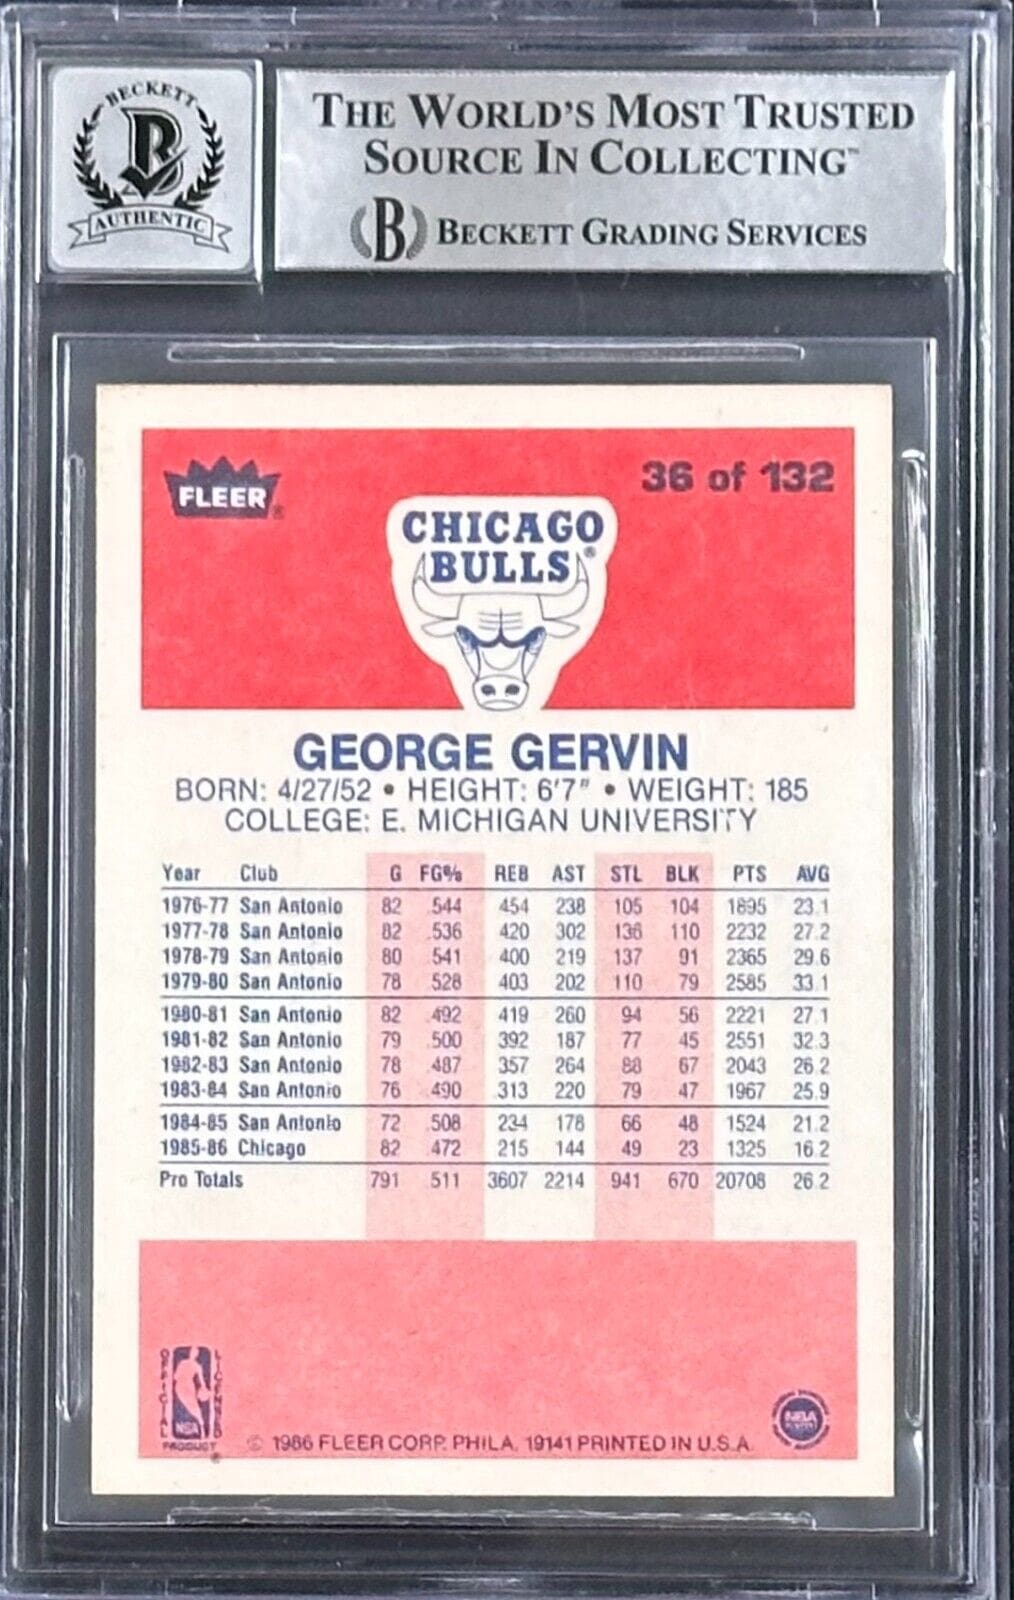 BECKETT
B
AUTHENTIC
THE WORLD'S MOST TRUSTED
SOURCE IN COLLECTING™
B BECKETT GRADING SERVICES
FLEER®
36 of 132
CHICAGO
BULLS®
GEORGE GERVIN
BORN: 4/27/52 • HEIGHT: 6'7" • WEIGHT: 185
COLLEGE: E. MICHIGAN UNIVERSITY
Year Club G FG% REB AST STL BLK PTS AVG
1976-77 San Antonio 82 .544 454 238 105 104 1895 23.1
1977-78 San Antonio 82 .536 420 302 136 110 2232 27.2
1978-79 San Antonio 80 .541 400 219 137 91 2365 29.6
1979-80 San Antonio 78 .528 403 202 110 79 2585 33.1
1980-81 San Antonio 82 .492 419 260 94 56 2221 27.1
1981-82 San Antonio 79 .500 392 187 77 45 2551 32.3
1982-83 San Antonio 78 .487 357 264 88 67 2043 26.2
1983-84 San Antonio 76 .490 313 220 79 47 1967 25.9
1984-85 San Antonio 72 .508 234 178 66 48 1524 21.2
1985-86 Chicago 82 .472 215 144 49 23 1325 16.2
Pro Totals 791 .511 3607 2214 941 670 20708 26.2
OFFICIAL
LICENSED
NBA
PRODUCT®
© 1986 FLEER CORP. PHILA. 19141 PRINTED IN U.S.A.
NBA
PLAYERS